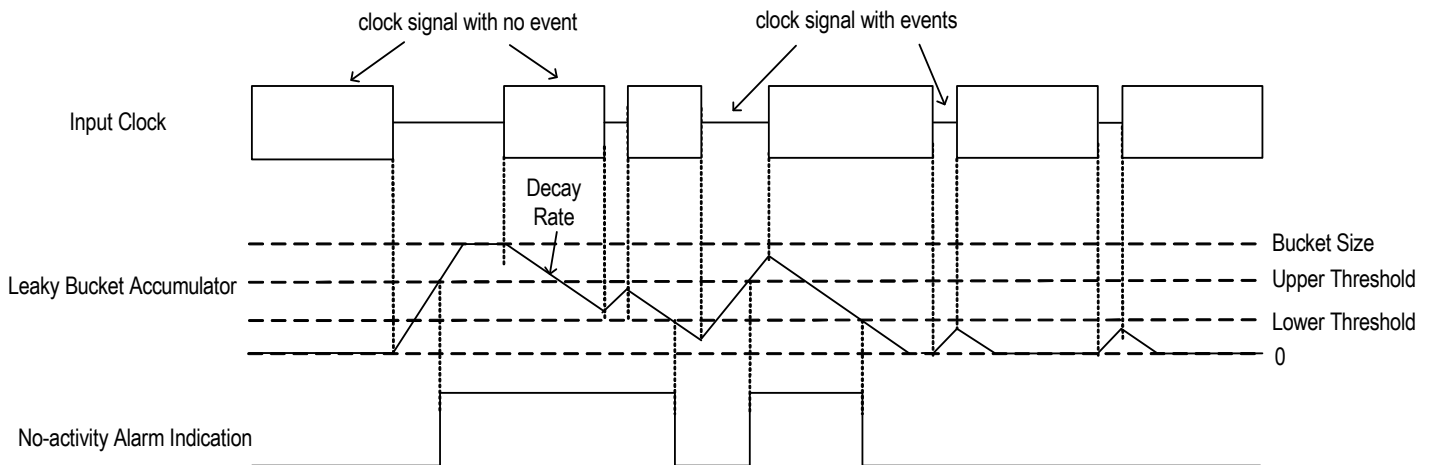 clock signal with no event
clock signal with events
Input Clock
Decay
Rate
Bucket Size
Leaky Bucket Accumulator
Upper Threshold
Lower Threshold
0
No-activity Alarm Indication